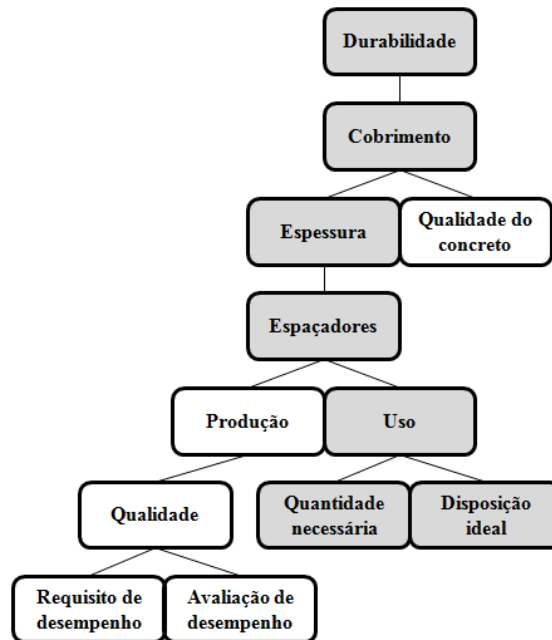 Durabilidade
Cobrimento
Espessura
Qualidade do
concreto
Espaçadores
Produção
Uso
Qualidade
Quantidade
necessária
Disposição
ideal
Requisito de
desempenho
Avaliação de
desempenho